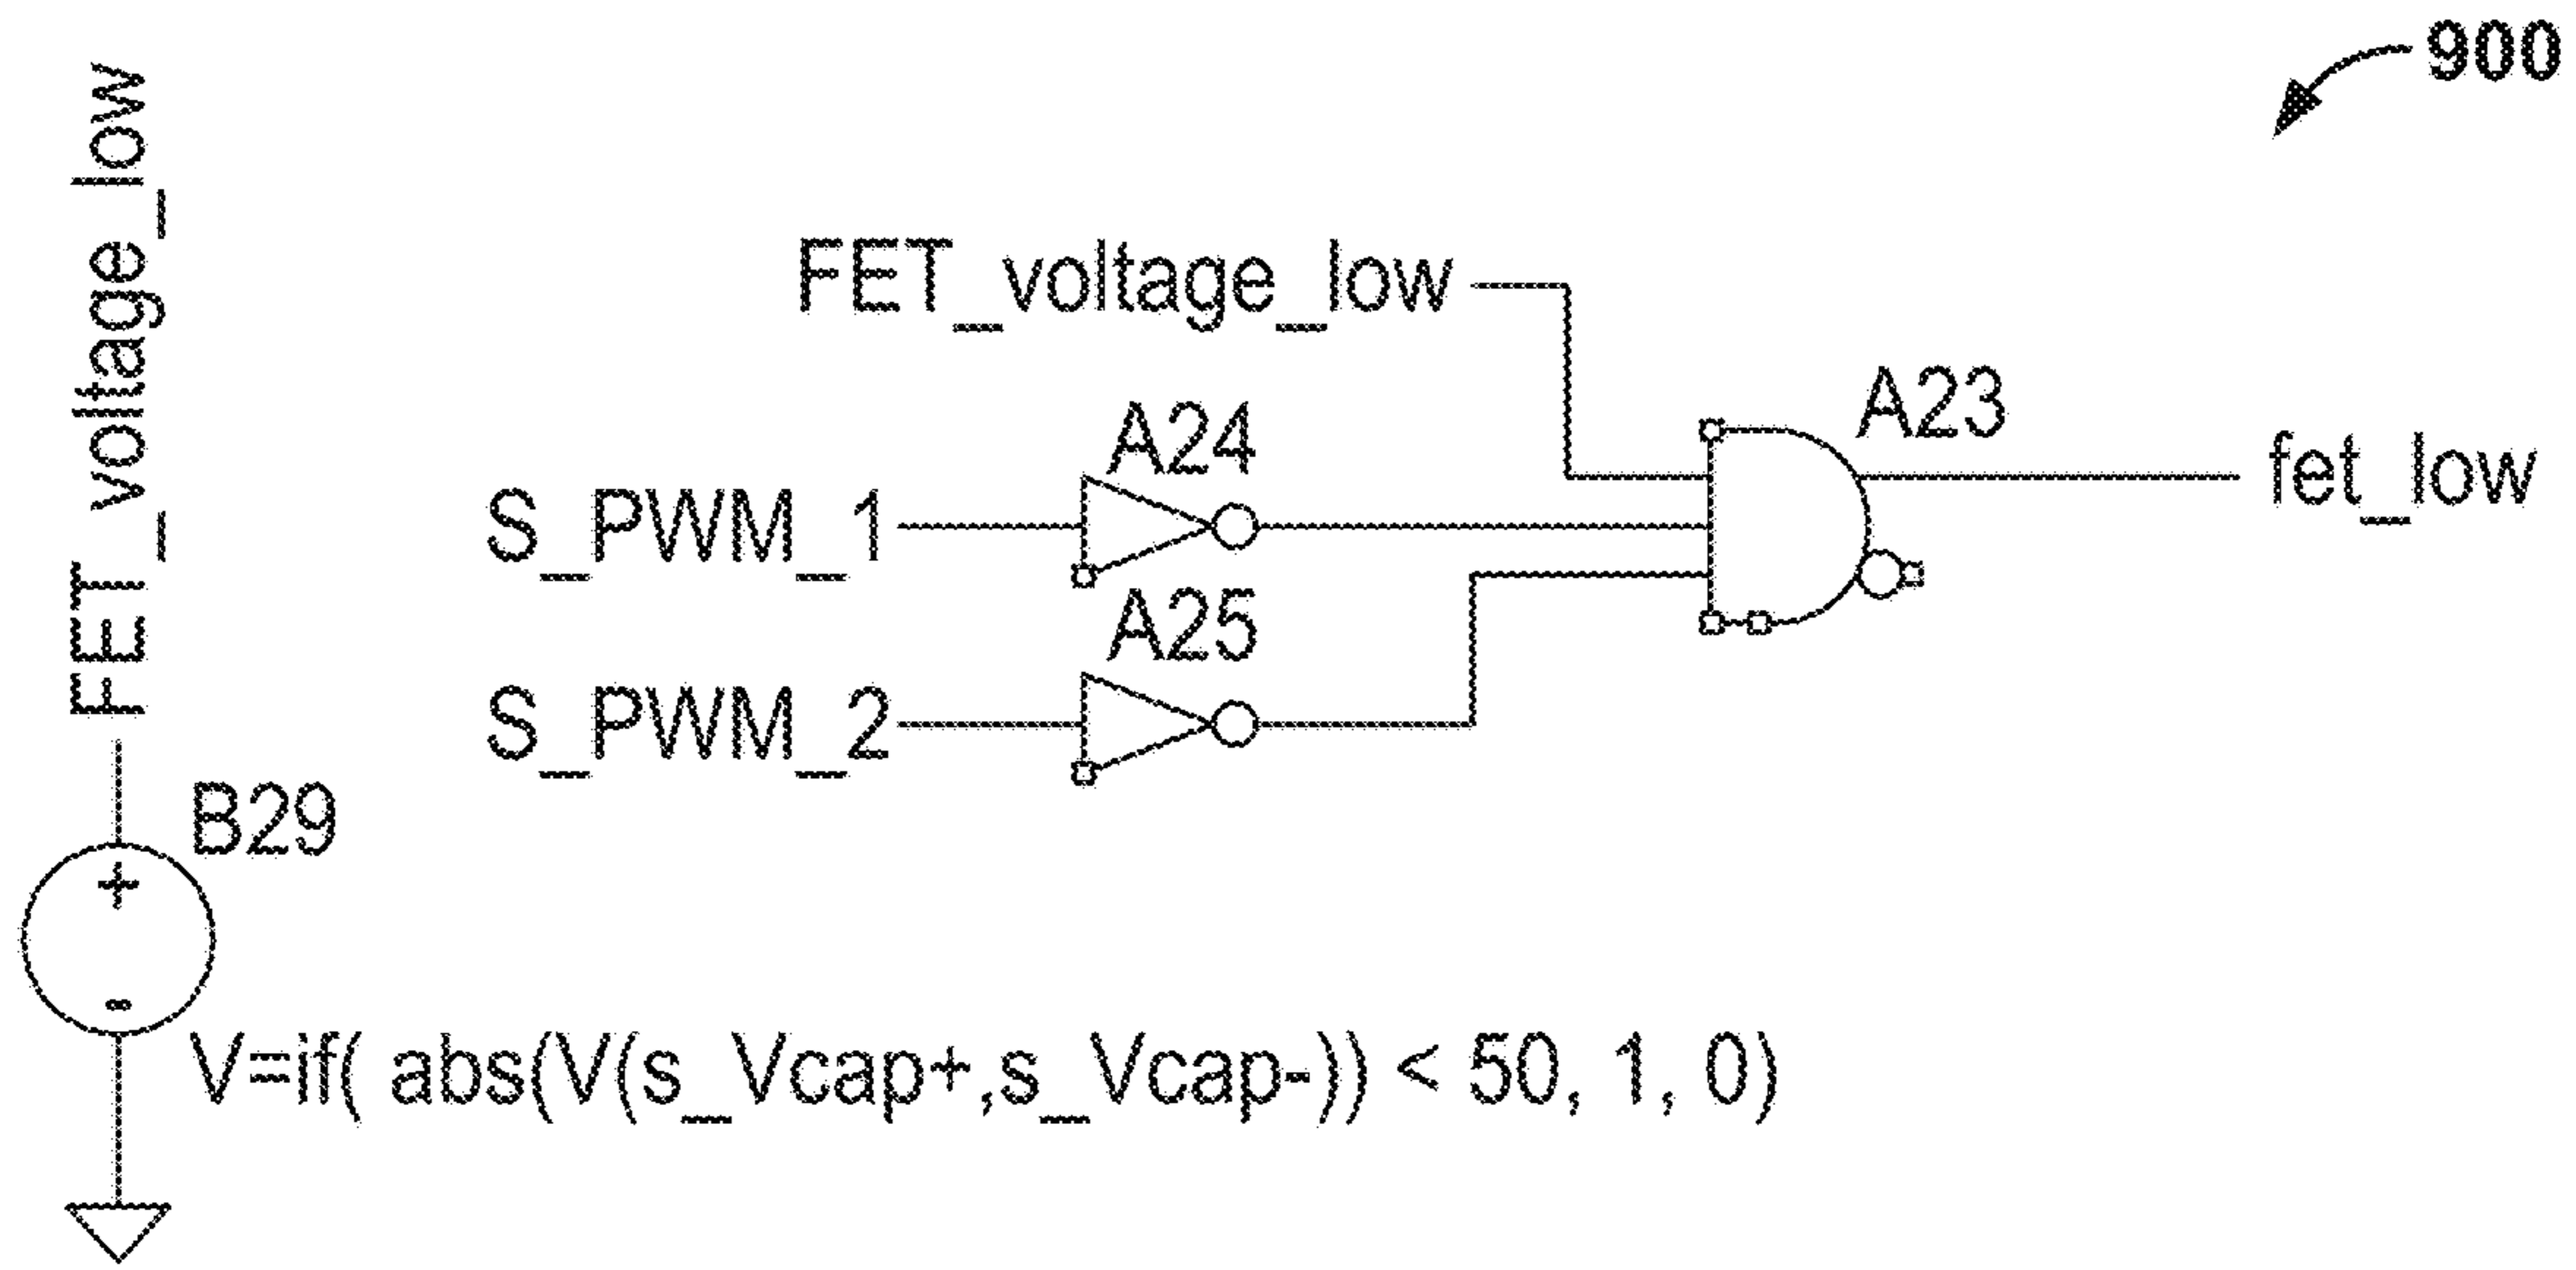 900
FET_voltage_low
FET_voltage_low
A23
A24
fet_low
S_PWM_1
A25
S_PWM_2
B29
+
-
V=if( abs(V(s_Vcap+,s_Vcap-)) < 50, 1, 0)